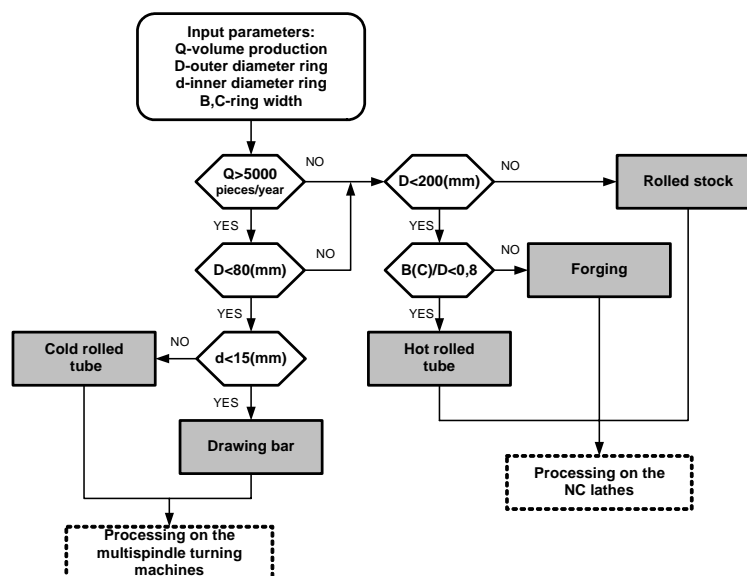 Input parameters:
Q-volume production
D-outer diameter ring
d-inner diameter ring
B,C-ring width
Q>5000
pieces/year
NO
D<200(mm)
NO
Rolled stock
YES
YES
D<80(mm)
NO
B(C)/D<0,8
NO
Forging
YES
YES
Cold rolled
tube
NO
d<15(mm)
Hot rolled
tube
YES
Drawing bar
Processing on the
NC lathes
Processing on the
multispindle turning
machines